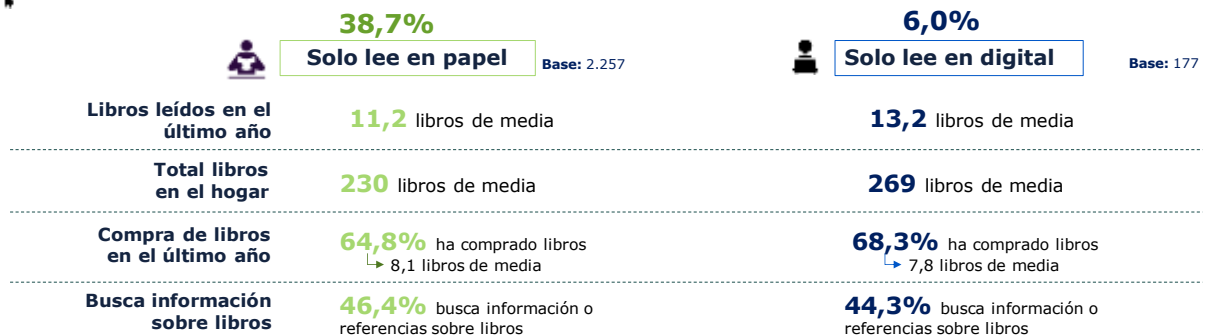 38,7%
6,0%
Solo lee en papel
Base: 2.257
Solo lee en digital
Base: 177
Libros leídos en el
último año
11,2 libros de media
13,2 libros de media
Total libros
en el hogar
230 libros de media
269 libros de media
Compra de libros
en el último año
64,8% ha comprado libros
8,1 libros de media
68,3% ha comprado libros
7,8 libros de media
Busca información
sobre libros
46,4% busca información o
referencias sobre libros
44,3% busca información o
referencias sobre libros